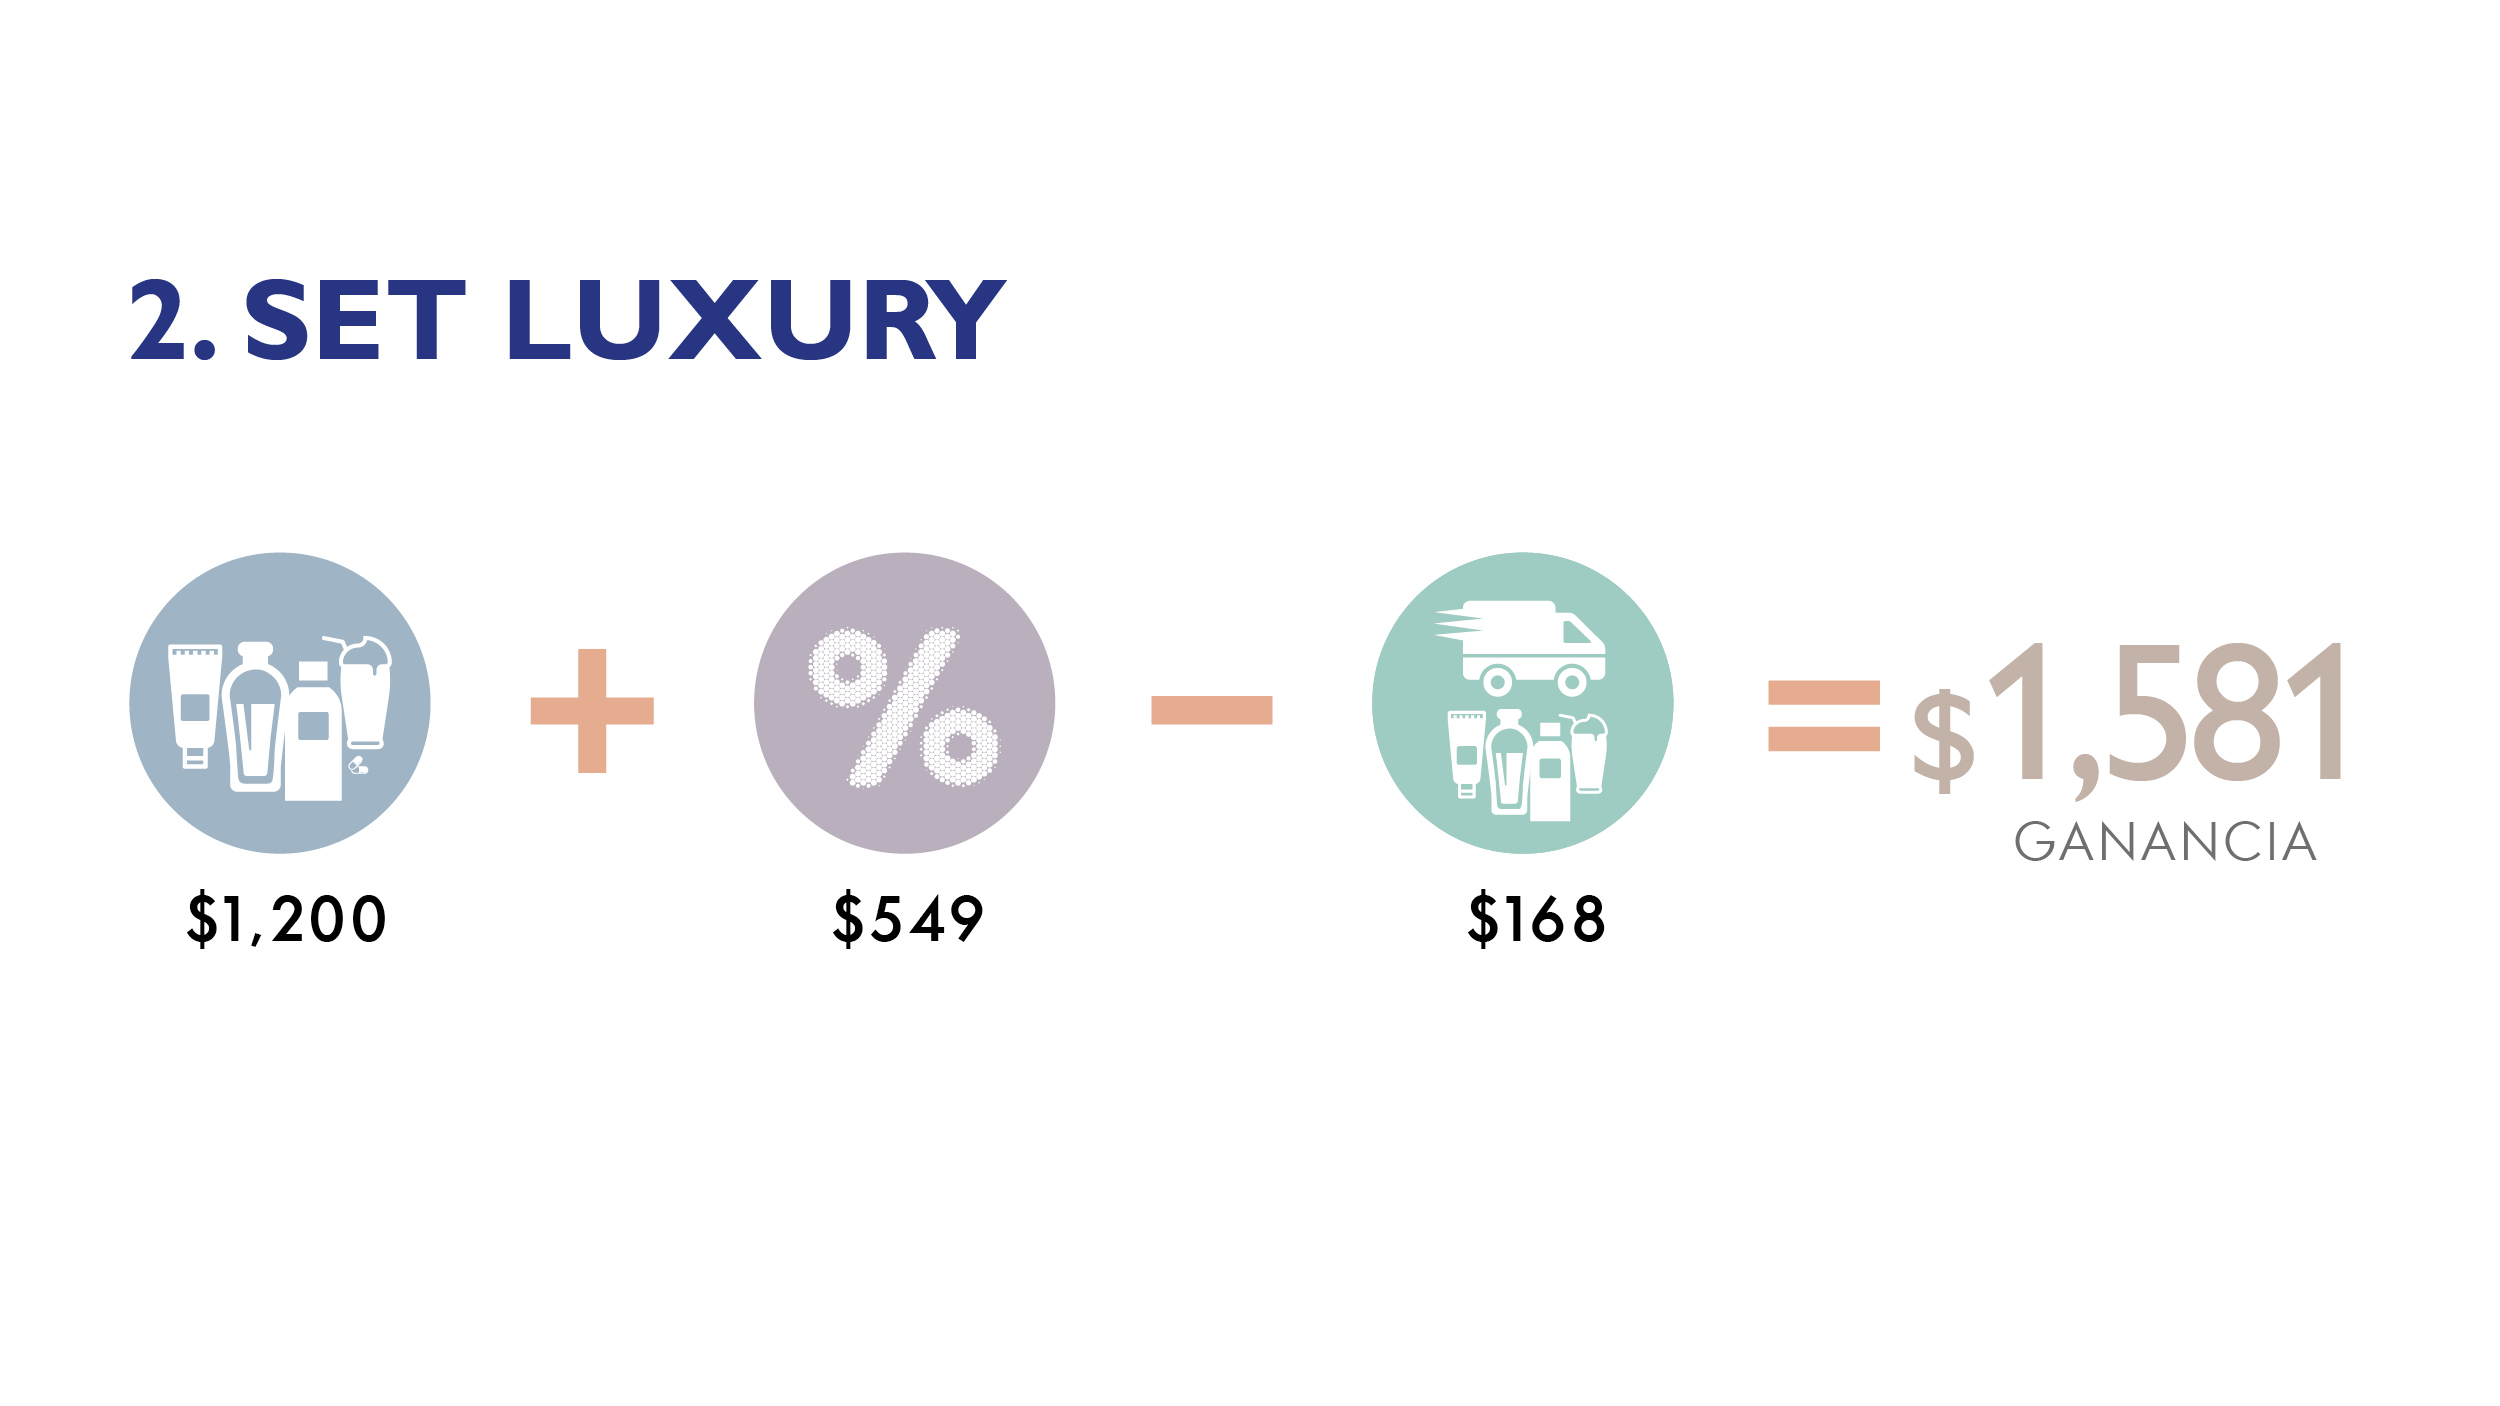 2. SET LUXURY
+ % − = $1,581
GANANCIA
$1,200 $549 $168